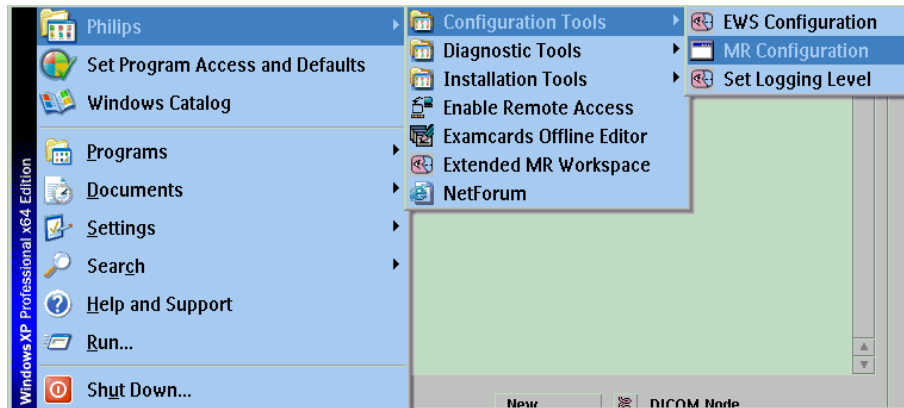 Philips
Set Program Access and Defaults
Windows Catalog
Programs
Documents
Settings
Search
Help and Support
Run...
Shut Down...
Windows XP Professional x64 Edition
Configuration Tools
Diagnostic Tools
Installation Tools
Enable Remote Access
Examcards Offline Editor
Extended MR Workspace
NetForum
EWS Configuration
MR Configuration
Set Logging Level
New
DICOM Node